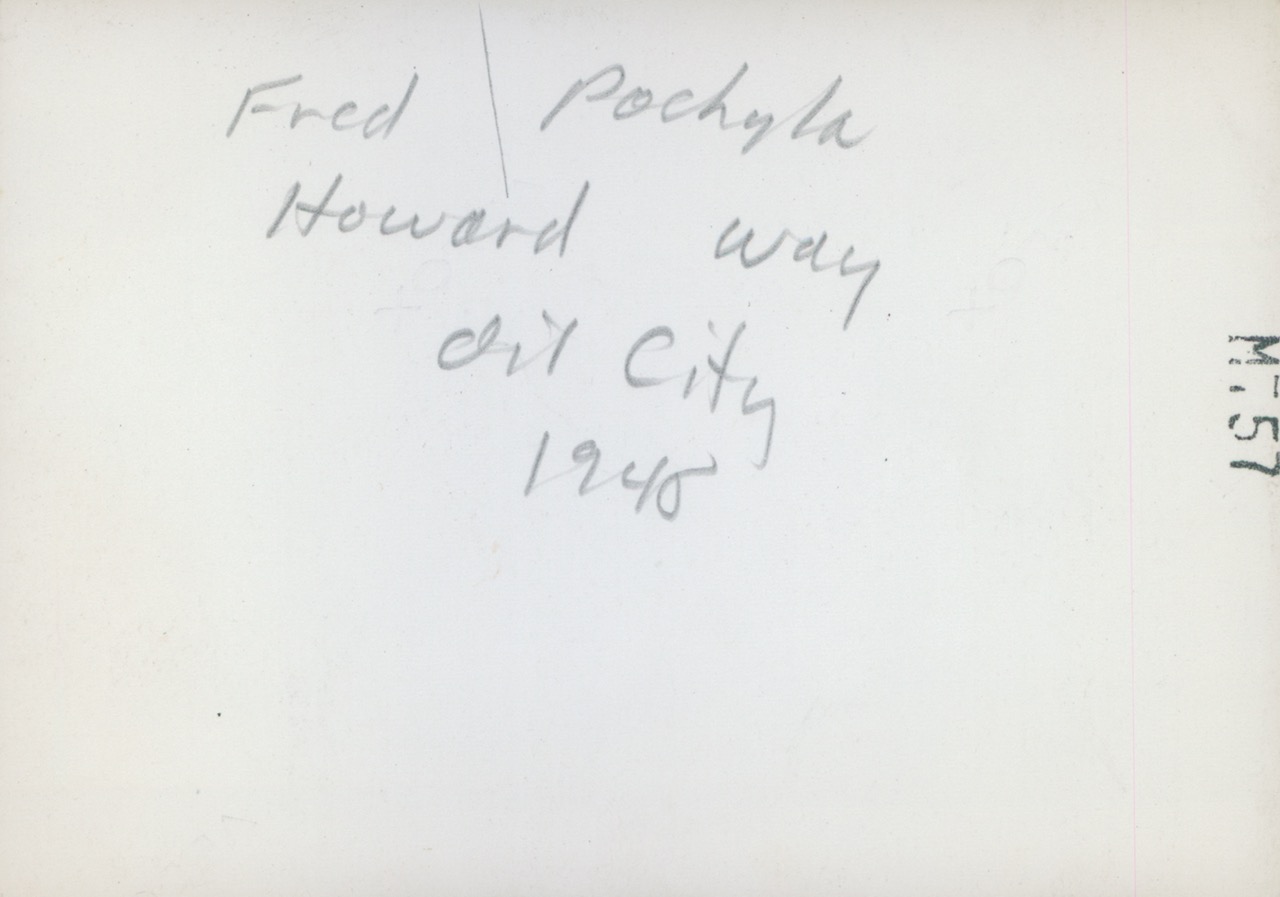 Fred Pochyla
Howard way
Oil City
1948
M-57